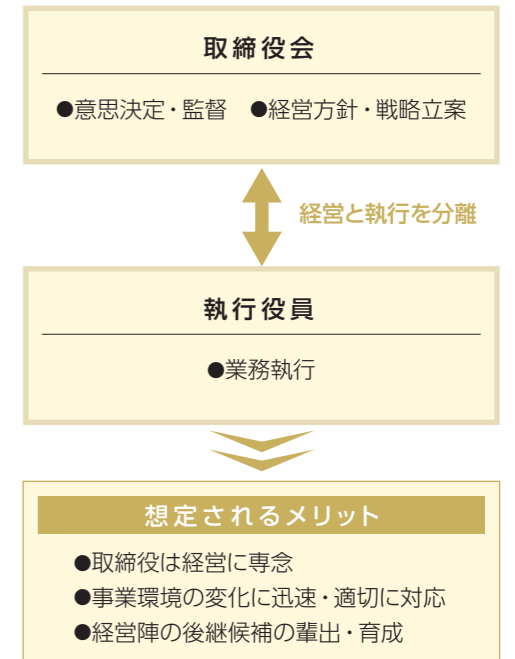 取締役会
●意思決定・監督 ●経営方針・戦略立案
経営と執行を分離
執行役員
●業務執行
想定されるメリット
●取締役は経営に専念
●事業環境の変化に迅速・適切に対応
●経営陣の後継候補の輩出・育成